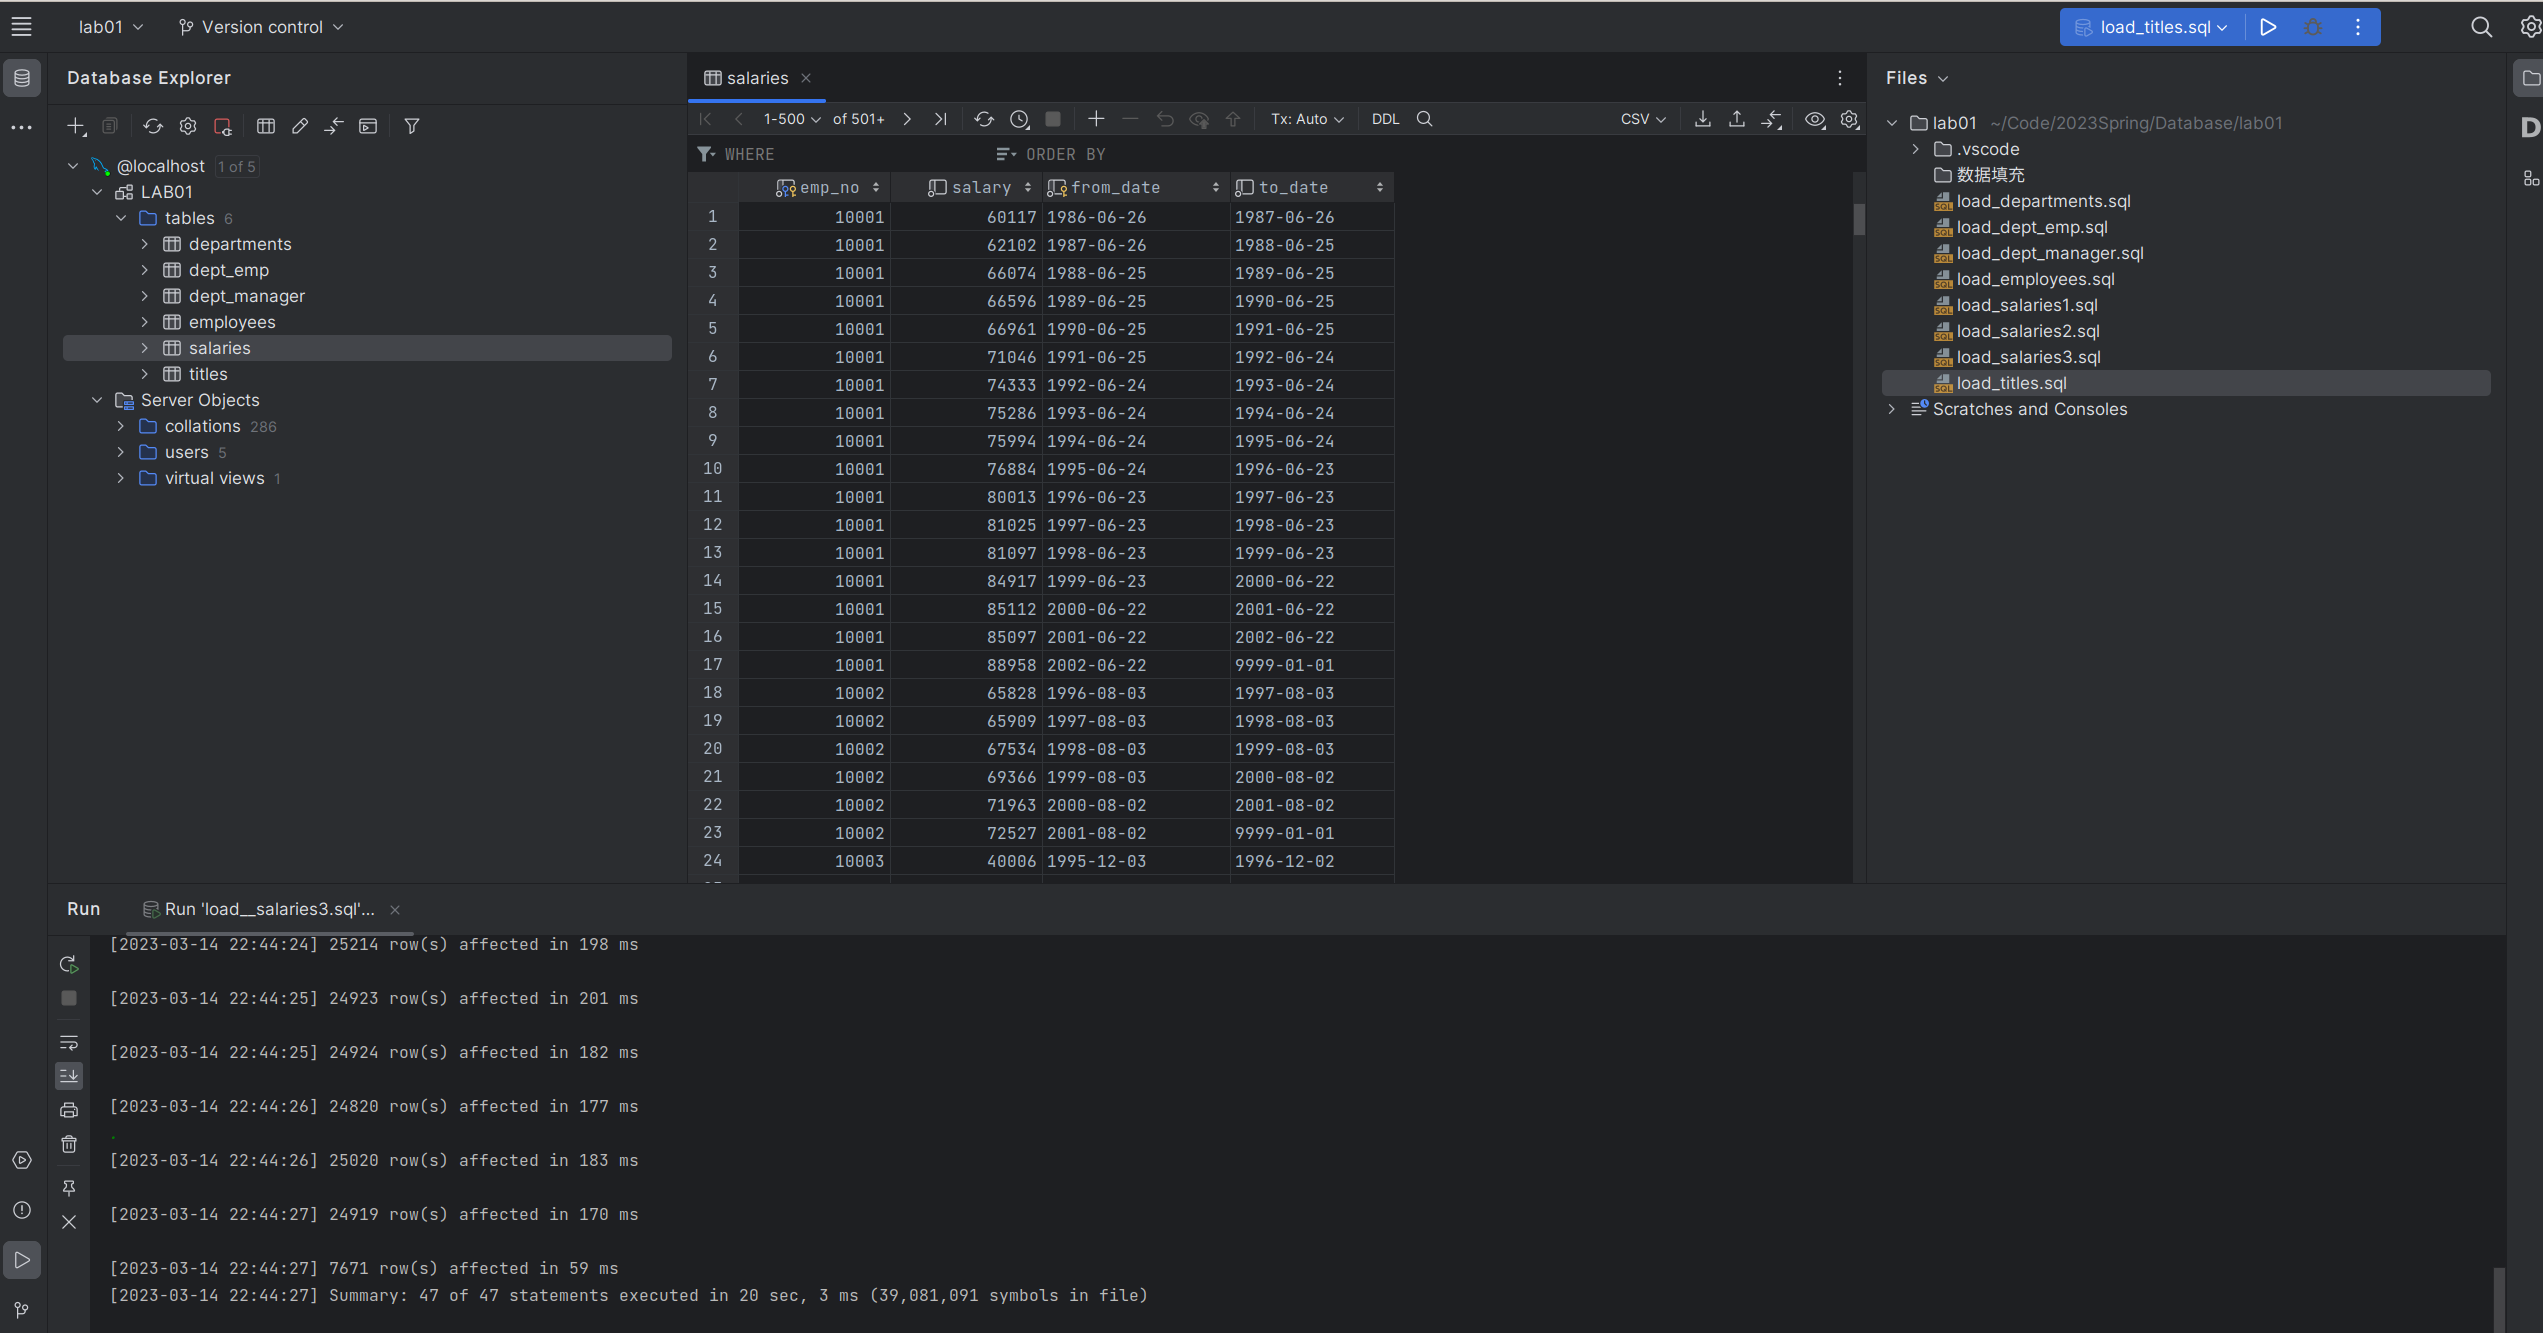 lab01 Version control load_titles.sql
Database Explorer
@localhost 1 of 5
LAB01
tables 6
departments
dept_emp
dept_manager
employees
salaries
titles
Server Objects
collations 286
users 5
virtual views 1
salaries
1-500 of 501+ Tx: Auto DDL CSV
WHERE ORDER BY
emp_no salary from_date to_date
1 10001 60117 1986-06-26 1987-06-26
2 10001 62102 1987-06-26 1988-06-25
3 10001 66074 1988-06-25 1989-06-25
4 10001 66596 1989-06-25 1990-06-25
5 10001 66961 1990-06-25 1991-06-25
6 10001 71046 1991-06-25 1992-06-24
7 10001 74333 1992-06-24 1993-06-24
8 10001 75286 1993-06-24 1994-06-24
9 10001 75994 1994-06-24 1995-06-24
10 10001 76884 1995-06-24 1996-06-23
11 10001 80013 1996-06-23 1997-06-23
12 10001 81025 1997-06-23 1998-06-23
13 10001 81097 1998-06-23 1999-06-23
14 10001 84917 1999-06-23 2000-06-22
15 10001 85112 2000-06-22 2001-06-22
16 10001 85097 2001-06-22 2002-06-22
17 10001 88958 2002-06-22 9999-01-01
18 10002 65828 1996-08-03 1997-08-03
19 10002 65909 1997-08-03 1998-08-03
20 10002 67534 1998-08-03 1999-08-03
21 10002 69366 1999-08-03 2000-08-02
22 10002 71963 2000-08-02 2001-08-02
23 10002 72527 2001-08-02 9999-01-01
24 10003 40006 1995-12-03 1996-12-02
Files
lab01 ~/Code/2023Spring/Database/lab01
.vscode
数据填充
load_departments.sql
load_dept_emp.sql
load_dept_manager.sql
load_employees.sql
load_salaries1.sql
load_salaries2.sql
load_salaries3.sql
load_titles.sql
Scratches and Consoles
D
Run Run 'load__salaries3.sql'...
[2023-03-14 22:44:24] 25214 row(s) affected in 198 ms
[2023-03-14 22:44:25] 24923 row(s) affected in 201 ms
[2023-03-14 22:44:25] 24924 row(s) affected in 182 ms
[2023-03-14 22:44:26] 24820 row(s) affected in 177 ms
[2023-03-14 22:44:26] 25020 row(s) affected in 183 ms
[2023-03-14 22:44:27] 24919 row(s) affected in 170 ms
[2023-03-14 22:44:27] 7671 row(s) affected in 59 ms
[2023-03-14 22:44:27] Summary: 47 of 47 statements executed in 20 sec, 3 ms (39,081,091 symbols in file)